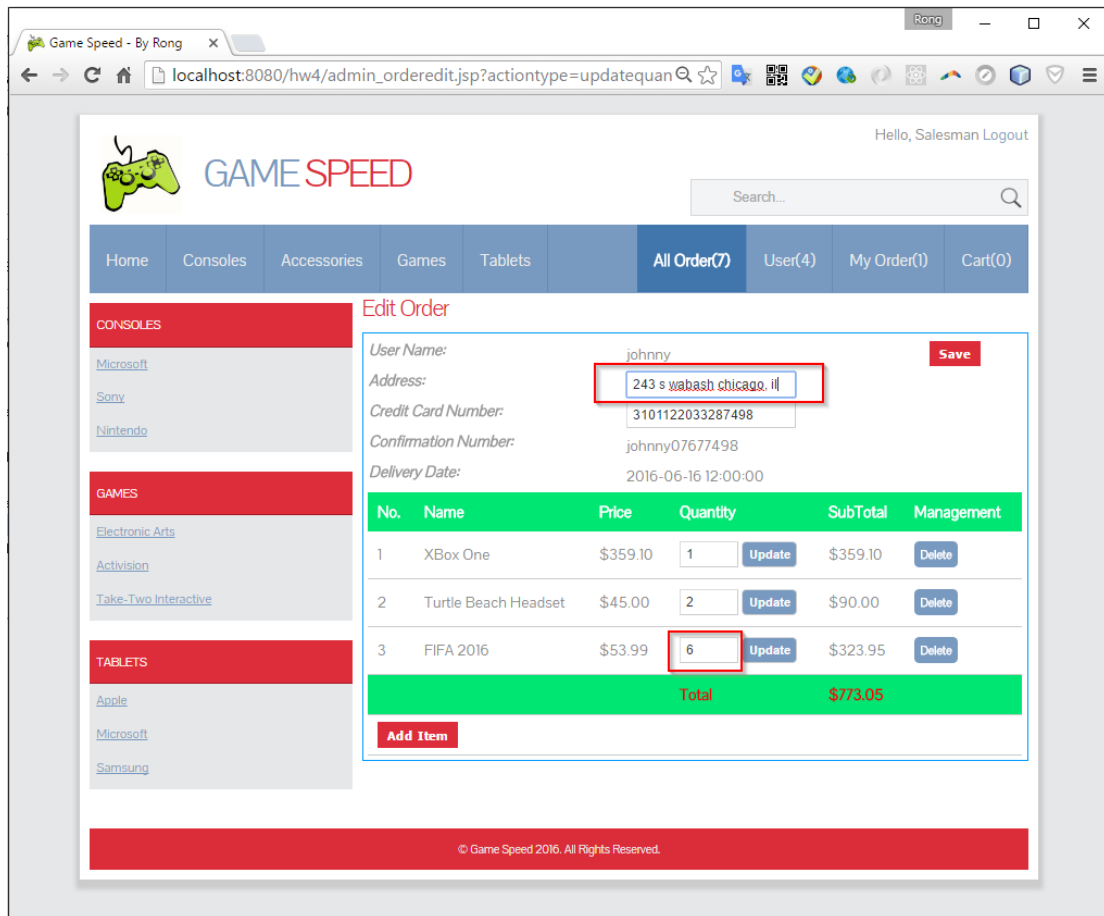 Rong
Game Speed - By Rong
localhost:8080/hw4/admin_orderedit.jsp?actiontype=updatequan
Hello, Salesman Logout
GAME SPEED
Search...
Home Consoles Accessories Games Tablets All Order(7) User(4) My Order(1) Cart(0)
CONSOLES
Microsoft
Sony
Nintendo
GAMES
Electronic Arts
Activision
Take-Two Interactive
TABLETS
Apple
Microsoft
Samsung
Edit Order
User Name: johnny Save
Address: 243 s wabash chicago, il
Credit Card Number: 3101122033287498
Confirmation Number: johnny07677498
Delivery Date: 2016-06-16 12:00:00
No. Name Price Quantity SubTotal Management
1 XBox One $359.10 1 Update $359.10 Delete
2 Turtle Beach Headset $45.00 2 Update $90.00 Delete
3 FIFA 2016 $53.99 6 Update $323.95 Delete
Total $773.05
Add Item
© Game Speed 2016. All Rights Reserved.